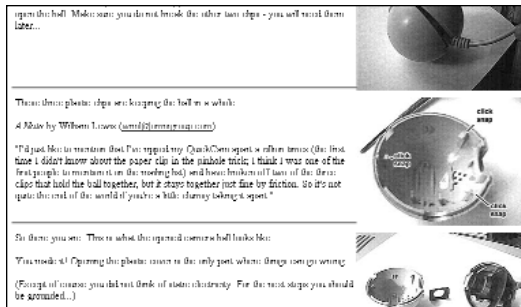 open the ball. Make sure you do not break the other two clips - you will need them
later...
These three plastic clips are keeping the ball in a whole
A Note by William Lewis
"I'd just like to mention that I've ripped my QuickCam apart a zillion times (the first
time I didn't know about the paper clip in the pinhole trick; I think I was one of the
first people to mention it on the mailing list) and have broken off two of the three
clips that hold the ball together, but it stays together just fine by friction. So it's not
quite the end of the world if you're a little clumsy taking it apart."
click
snap
click
snap
click
snap
So there you are. This is what the opened camera ball looks like
You made it! Opening the plastic cover is the only part where things can go wrong.
(Except of course you did not think of static electricity. For the next steps you should
be grounded...)